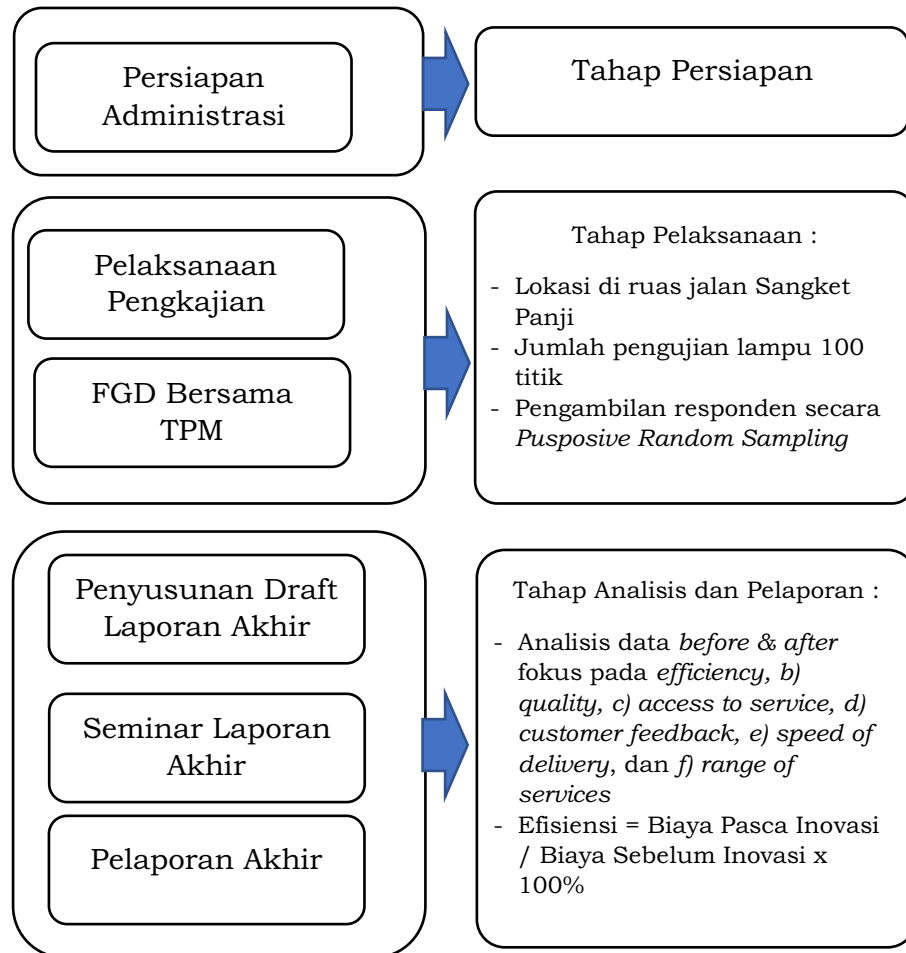 Persiapan
Administrasi
Tahap Persiapan
Pelaksanaan
Pengkajian
FGD Bersama
TPM
Tahap Pelaksanaan :
- Lokasi di ruas jalan Sangket
Panji
- Jumlah pengujian lampu 100
titik
- Pengambilan responden secara
Pusposive Random Sampling
Penyusunan Draft
Laporan Akhir
Seminar Laporan
Akhir
Pelaporan Akhir
Tahap Analisis dan Pelaporan :
- Analisis data before & after
fokus pada efficiency, b)
quality, c) access to service, d)
customer feedback, e) speed of
delivery, dan f) range of
services
- Efisiensi = Biaya Pasca Inovasi
/ Biaya Sebelum Inovasi x
100%